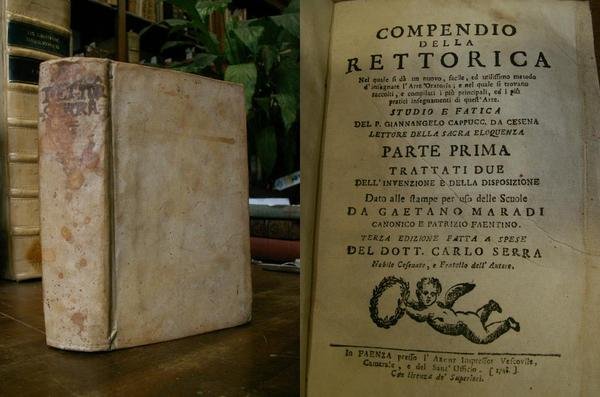 COMPENDIO
DELLA
RETTORICA
Nel quale si dà un nuovo, facile, ed utilissimo metodo
d'insegnare l'Arte Oratoria; e nel quale si trovano
raccolti, e compilati i più principali, ed i più
pratici insegnamenti di quest'Arte.
STUDIO E FATICA
DEL P. GIANNANGELO CAPPUCC. DA CESENA
LETTORE DELLA SACRA ELOQUENZA
PARTE PRIMA
TRATTATI DUE
DELL'INVENZIONE E DELLA DISPOSIZIONE
Dato alle stampe per uso delle Scuole
DA GAETANO MARADI
CANONICO E PATRIZIO FAENTINO.
TERZA EDIZIONE FATTA A SPESE
DEL DOTT. CARLO SERRA
Nobile Cesenate, e Fratello dell'Autore.
In FAENZA presso l'Archi Impressor Vescovile,
Camerale, e del Sant' Ufficio.
Con licenza de' Superiori.